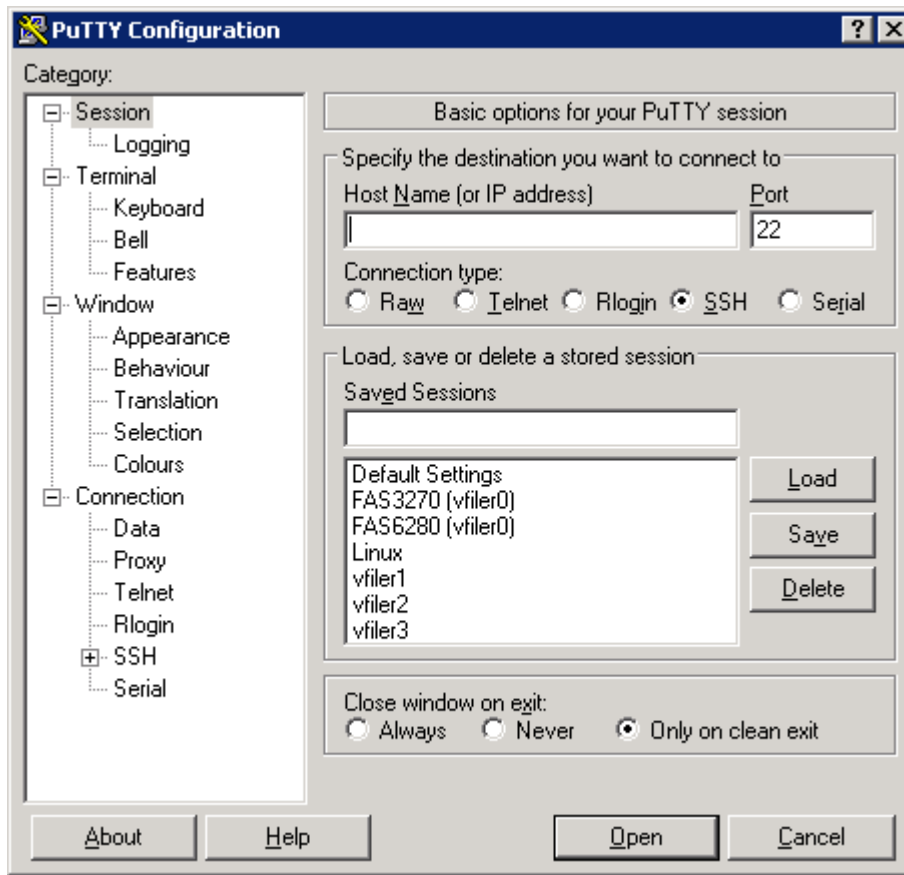 PuTTY Configuration
Category:
Session
Logging
Terminal
Keyboard
Bell
Features
Window
Appearance
Behaviour
Translation
Selection
Colours
Connection
Data
Proxy
Telnet
Rlogin
SSH
Serial
Basic options for your PuTTY session
Specify the destination you want to connect to
Host Name (or IP address) Port
22
Connection type:
Raw Telnet Rlogin SSH Serial
Load, save or delete a stored session
Saved Sessions
Default Settings
FAS3270 (vfiler0)
FAS6280 (vfiler0)
Linux
vfiler1
vfiler2
vfiler3
Load
Save
Delete
Close window on exit:
Always Never Only on clean exit
About Help Open Cancel